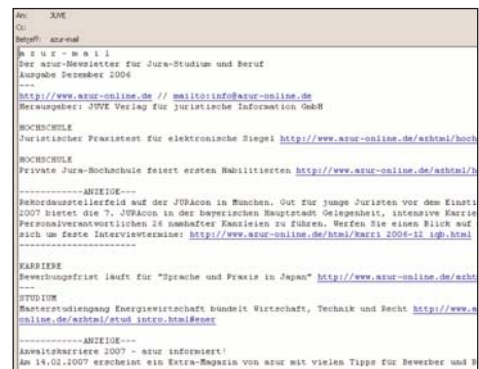 An: JUVE
Cc:
Betreff: azur-mail
a z u r - m a i l
Der azur-Newsletter für Jura-Studium und Beruf
Ausgabe Dezember 2006
---
http://www.azur-online.de // mailto:info@azur-online.de
Herausgeber: JUVE Verlag für juristische Information GmbH
HOCHSCHULE
Juristischer Praxistest für elektronische Siegel http://www.azur-online.de/azhtml/hoch
HOCHSCHULE
Private Jura-Hochschule feiert ersten Habilitierten http://www.azur-online.de/azhtml/h
------------ANZEIGE---
Rekordausstellerfeld auf der JURAcon in München. Gut für junge Juristen vor dem Einsti
2007 bietet die 7. JURAcon in der bayerischen Hauptstadt Gelegenheit, intensive Karrie
Personalverantwortlichen 26 namhafter Kanzleien zu führen. Werfen Sie einen Blick auf
sich um feste Interviewtermine: http://www.azur-online.de/html/karri 2006-12 iqb.html
--------------------
KARRIERE
Bewerbungsfrist läuft für "Sprache und Praxis in Japan" http://www.azur-online.de/azht
---
STUDIUM
Masterstudiengang Energiewirtschaft bündelt Wirtschaft, Technik und Recht http://www.a
online.de/azhtml/stud intro.html#ener
------------ANZEIGE---
Anwaltskarriere 2007 - azur informiert!
Am 14.02.2007 erscheint ein Extra-Magazin von azur mit vielen Tipps für Bewerber und B